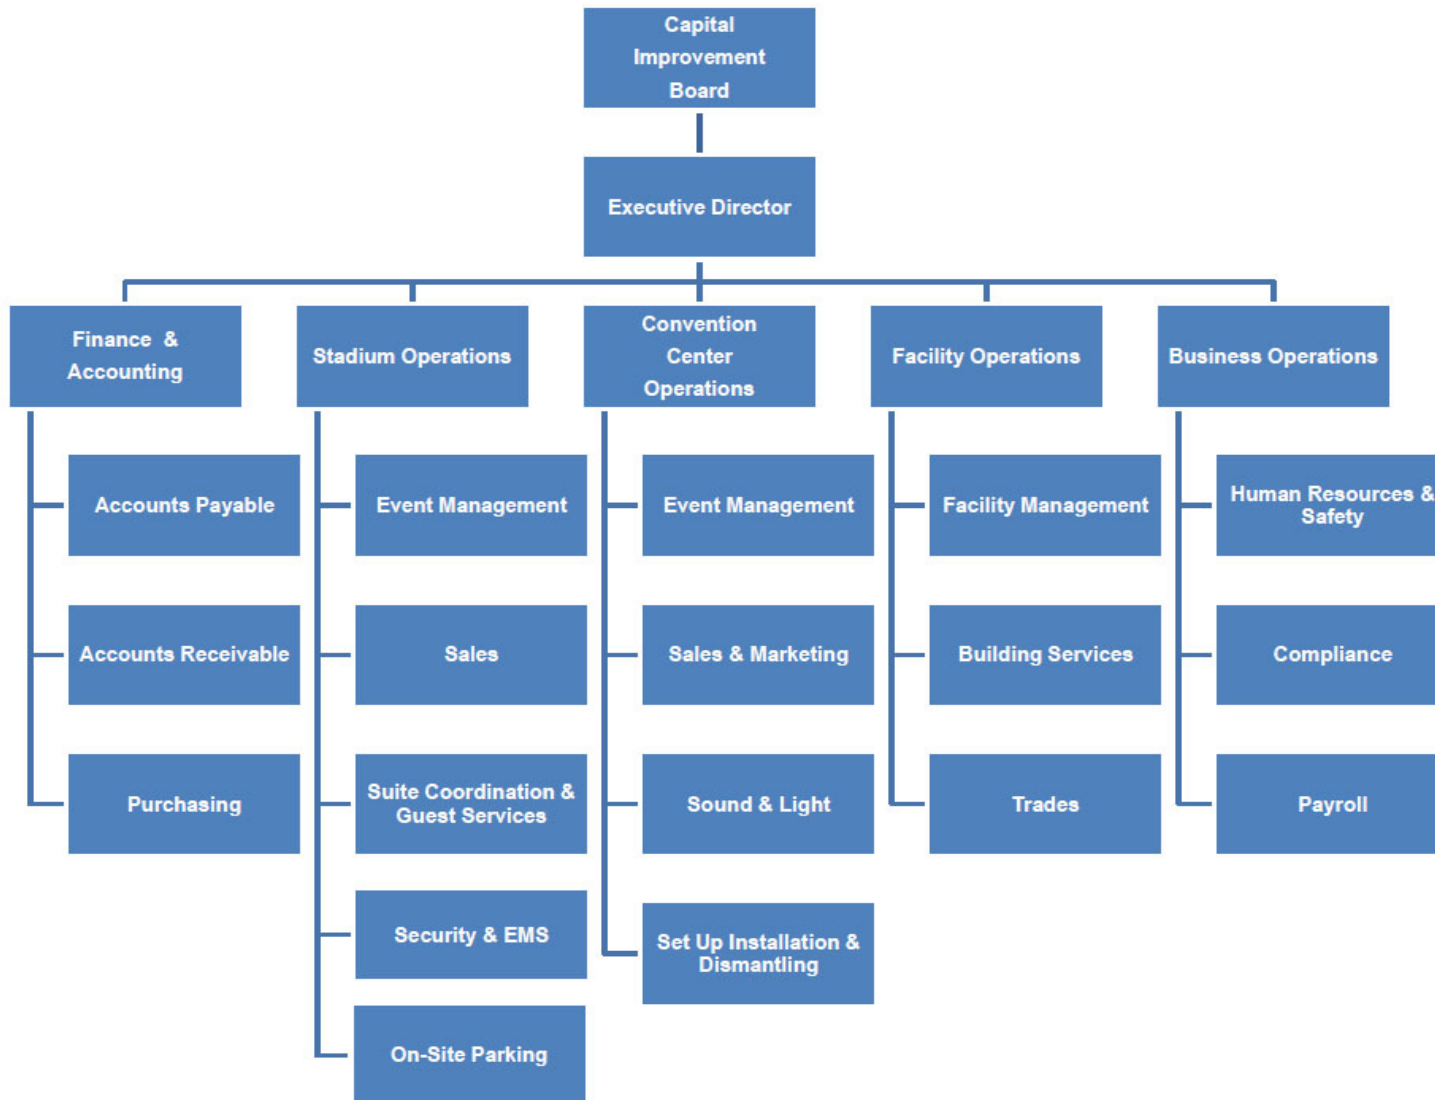 Capital
Improvement
Board
Executive Director
Finance &
Accounting
Stadium Operations
Convention
Center
Operations
Facility Operations
Business Operations
Accounts Payable
Event Management
Event Management
Facility Management
Human Resources &
Safety
Accounts Receivable
Sales
Sales & Marketing
Building Services
Compliance
Purchasing
Suite Coordination &
Guest Services
Sound & Light
Trades
Payroll
Security & EMS
Set Up Installation &
Dismantling
On-Site Parking